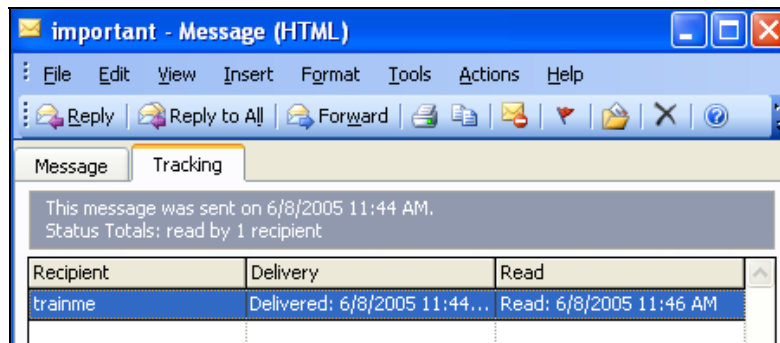 important - Message (HTML)
File Edit View Insert Format Tools Actions Help
Reply Reply to All Forward
Message Tracking
This message was sent on 6/8/2005 11:44 AM.
Status Totals: read by 1 recipient
Recipient Delivery Read
trainme Delivered: 6/8/2005 11:44... Read: 6/8/2005 11:46 AM